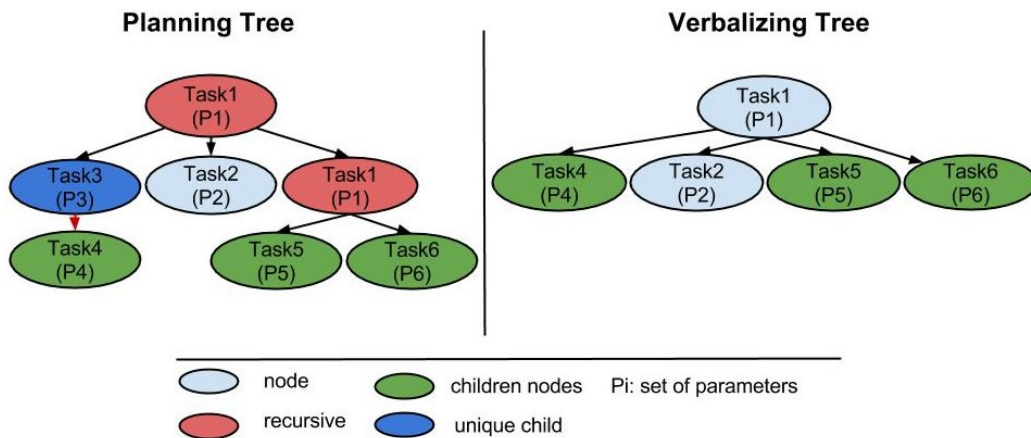 Planning Tree
Task1
(P1)
Task3
(P3)
Task2
(P2)
Task1
(P1)
Task4
(P4)
Task5
(P5)
Task6
(P6)
Verbalizing Tree
Task1
(P1)
Task4
(P4)
Task2
(P2)
Task5
(P5)
Task6
(P6)
node
children nodes
Pi: set of parameters
recursive
unique child